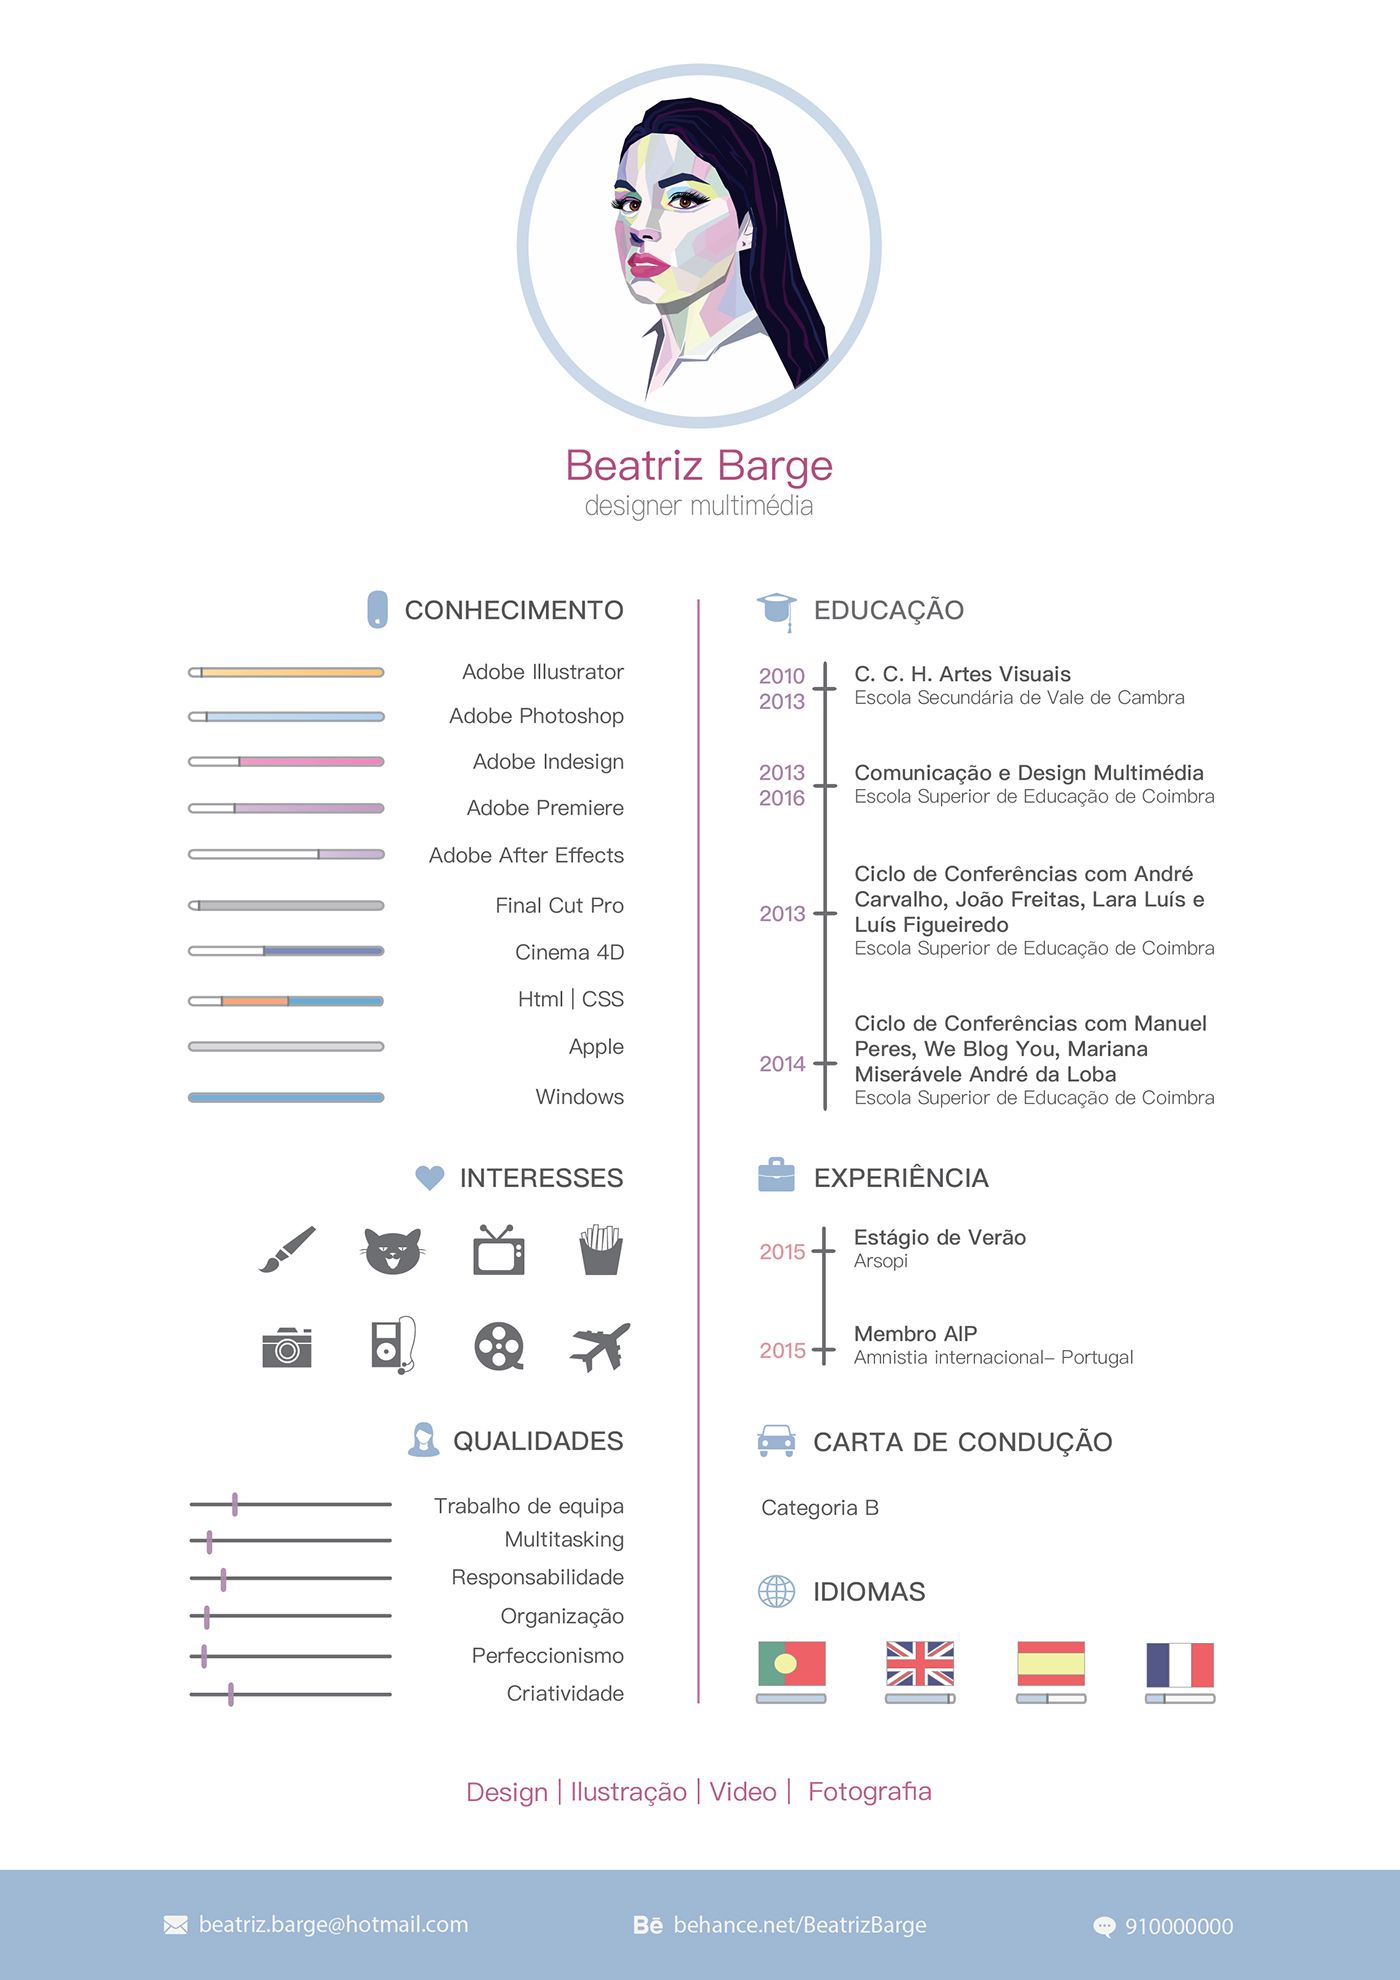 Beatriz Barge
designer multimédia
CONHECIMENTO
Adobe Illustrator
Adobe Photoshop
Adobe Indesign
Adobe Premiere
Adobe After Effects
Final Cut Pro
Cinema 4D
Html | CSS
Apple
Windows
INTERESSES
QUALIDADES
Trabalho de equipa
Multitasking
Responsabilidade
Organização
Perfeccionismo
Criatividade
EDUCAÇÃO
2010
2013
C. C. H. Artes Visuais
Escola Secundária de Vale de Cambra
2013
2016
Comunicação e Design Multimédia
Escola Superior de Educação de Coimbra
2013
Ciclo de Conferências com André
Carvalho, João Freitas, Lara Luís e
Luís Figueiredo
Escola Superior de Educação de Coimbra
2014
Ciclo de Conferências com Manuel
Peres, We Blog You, Mariana
Miserávele André da Loba
Escola Superior de Educação de Coimbra
EXPERIÊNCIA
2015
Estágio de Verão
Arsopi
2015
Membro AIP
Amnistia internacional– Portugal
CARTA DE CONDUÇÃO
Categoria B
IDIOMAS
Design | Ilustração | Video | Fotografia
beatriz.barge@hotmail.com
Bē behance.net/BeatrizBarge
910000000